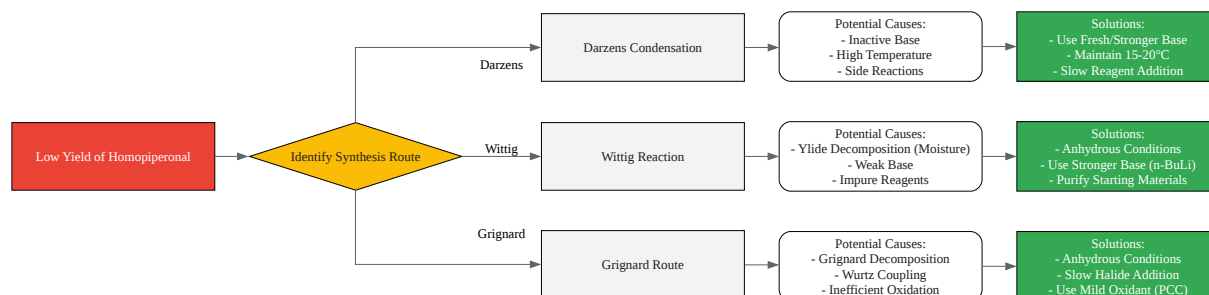 Low Yield of Homopiperonal
Identify Synthesis Route
Darzens
Darzens Condensation
Potential Causes:
- Inactive Base
- High Temperature
- Side Reactions
Solutions:
- Use Fresh/Stronger Base
- Maintain 15-20°C
- Slow Reagent Addition
Wittig
Wittig Reaction
Potential Causes:
- Ylide Decomposition (Moisture)
- Weak Base
- Impure Reagents
Solutions:
- Anhydrous Conditions
- Use Stronger Base (n-BuLi)
- Purify Starting Materials
Grignard
Grignard Route
Potential Causes:
- Grignard Decomposition
- Wurtz Coupling
- Inefficient Oxidation
Solutions:
- Anhydrous Conditions
- Slow Halide Addition
- Use Mild Oxidant (PCC)